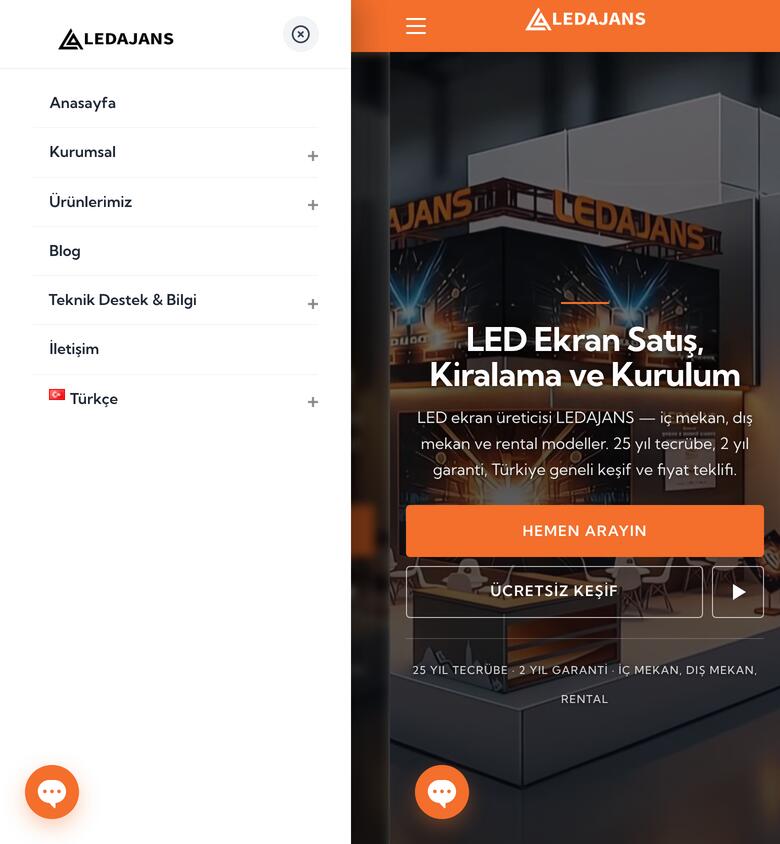 LEDAJANS
Anasayfa
Kurumsal
Ürünlerimiz
Blog
Teknik Destek & Bilgi
İletişim
Türkçe
LEDAJANS
AJANS LEDAJANS
LED Ekran Satış,
Kiralama ve Kurulum
LED ekran üreticisi LEDAJANS — iç mekan, dış
mekan ve rental modeller. 25 yıl tecrübe, 2 yıl
garanti, Türkiye geneli keşif ve fiyat teklifi.
HEMEN ARAYIN
ÜCRETSİZ KEŞİF
25 YIL TECRÜBE · 2 YIL GARANTİ · İÇ MEKAN, DIŞ MEKAN,
RENTAL